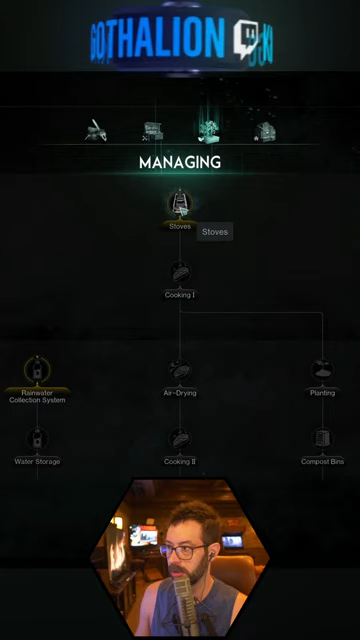 GOTHALION
MANAGING
Stoves
Stoves
Cooking I
Rainwater
Collection System
Air-Drying
Planting
Water Storage
Cooking II
Compost Bins